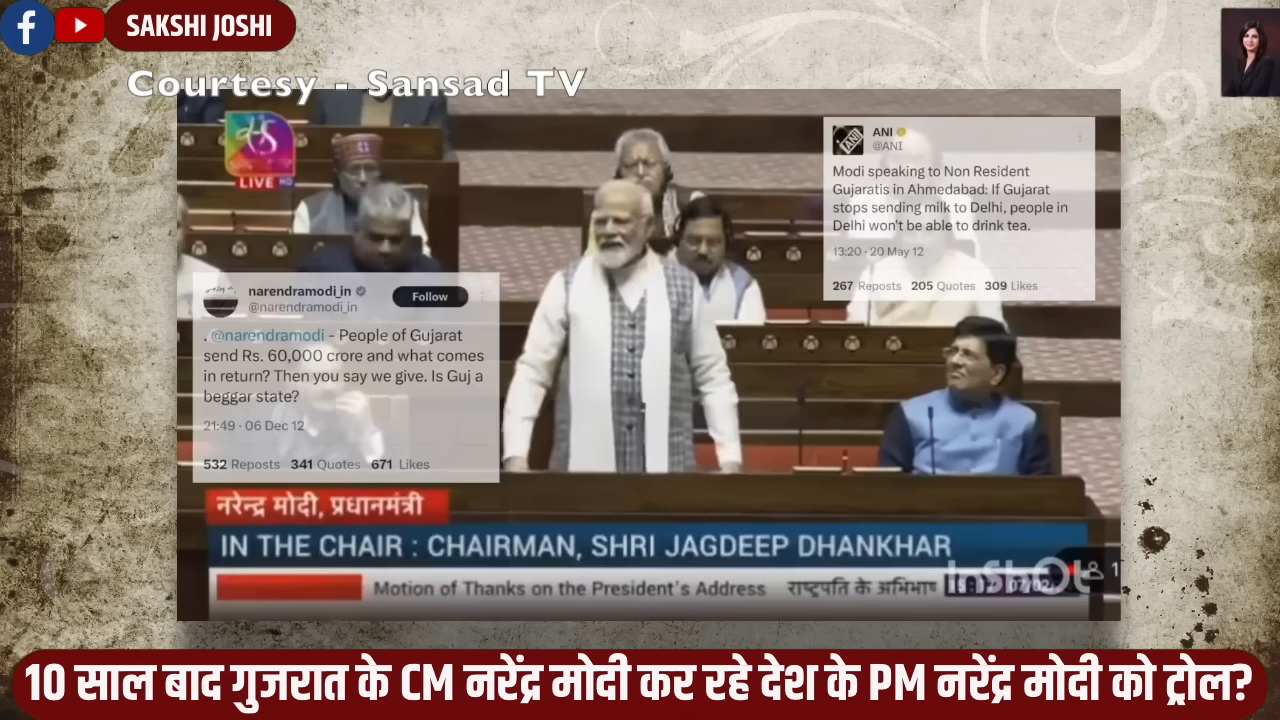 SAKSHI JOSHI
Courtesy - Sansad TV
LIVE HD
ANI
@ANI
Modi speaking to Non Resident
Gujaratis in Ahmedabad: If Gujarat
stops sending milk to Delhi, people in
Delhi won't be able to drink tea.
13:20 · 20 May 12
267 Reposts 205 Quotes 309 Likes
narendramodi_in
@narendramodi_in
Follow
. @narendramodi - People of Gujarat
send Rs. 60,000 crore and what comes
in return? Then you say we give. Is Guj a
beggar state?
21:49 · 06 Dec 12
532 Reposts 341 Quotes 671 Likes
नरेन्द्र मोदी, प्रधानमंत्री
IN THE CHAIR : CHAIRMAN, SHRI JAGDEEP DHANKHAR
Motion of Thanks on the President's Address राष्ट्रपति के अभिभाष
InShOt
10 साल बाद गुजरात के CM नरेंद्र मोदी कर रहे देश के PM नरेंद्र मोदी को ट्रोल?